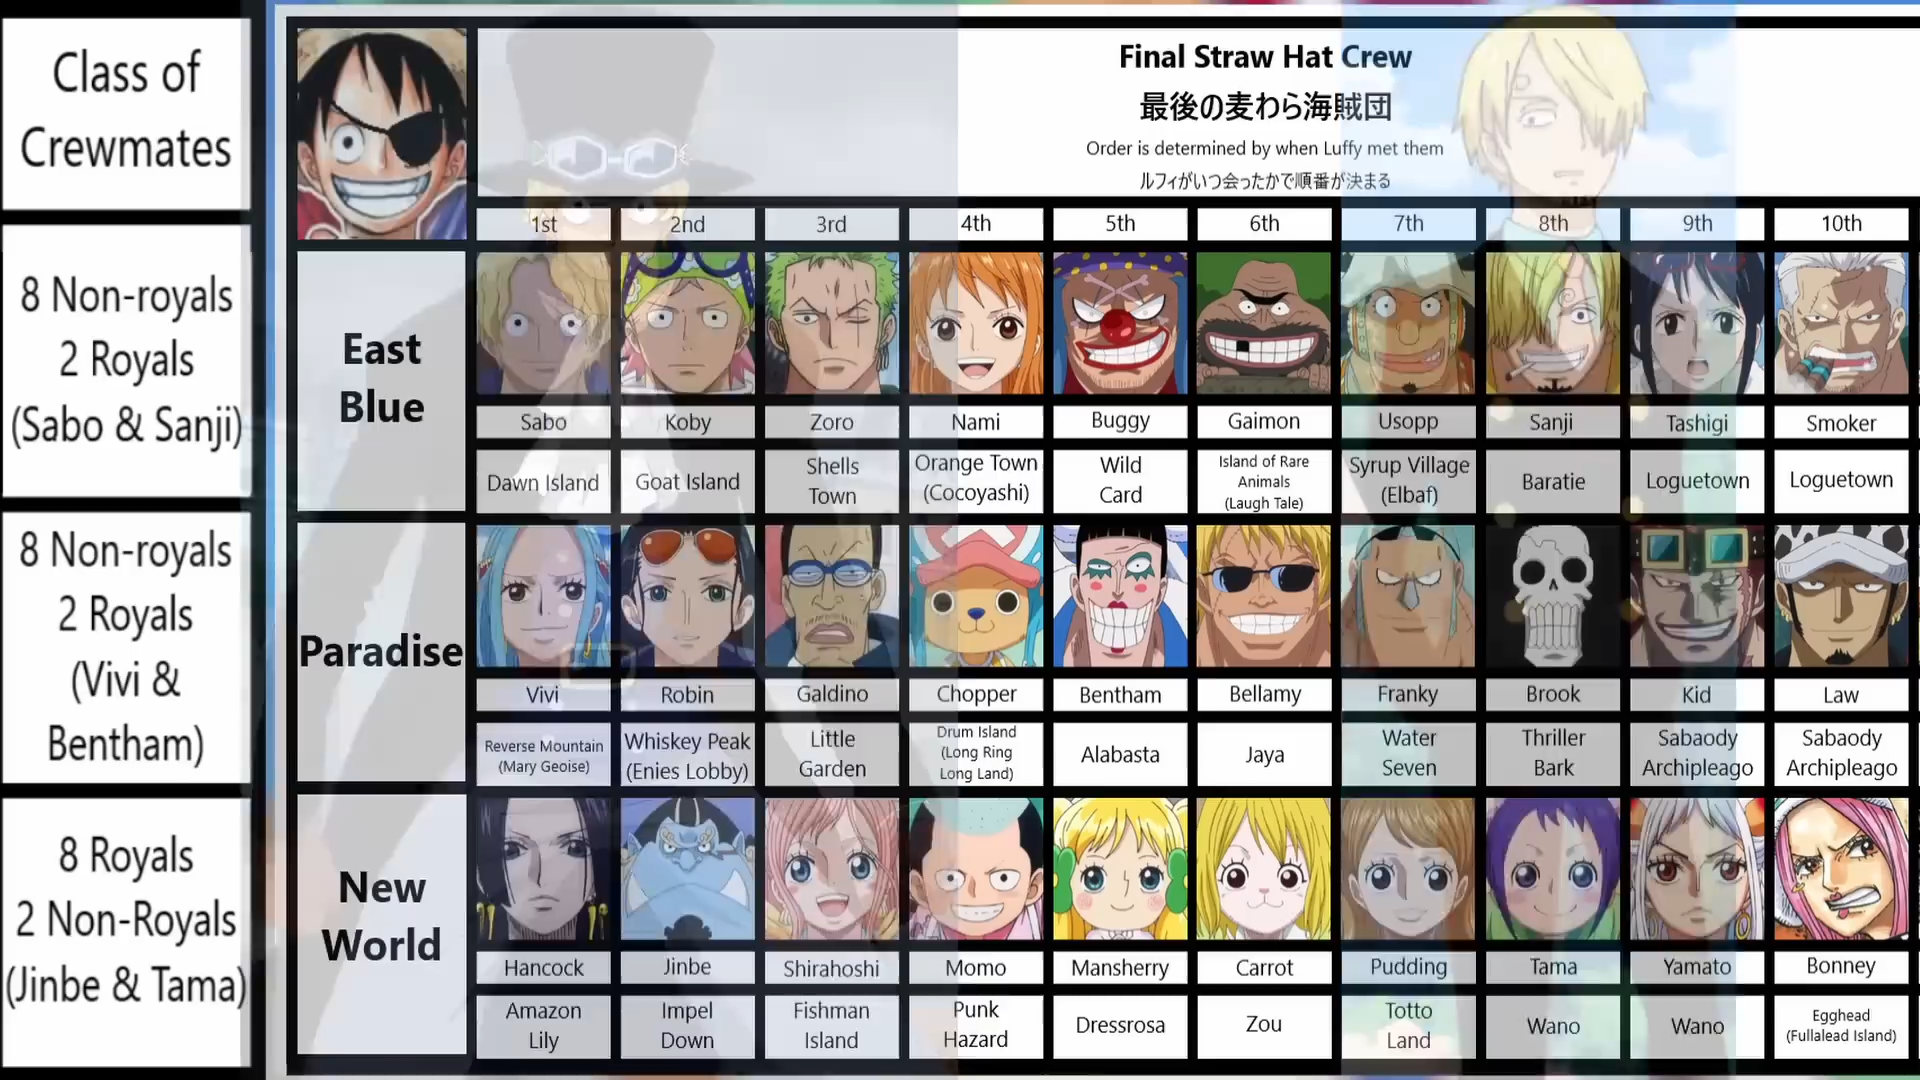 Class of
Crewmates
8 Non-royals
2 Royals
(Sabo & Sanji)
8 Non-royals
2 Royals
(Vivi &
Bentham)
8 Royals
2 Non-Royals
(Jinbe & Tama)
Final Straw Hat Crew
最後の麦わら海賊団
Order is determined by when Luffy met them
ルフィがいつ会ったかで順番が決まる
1st 2nd 3rd 4th 5th 6th 7th 8th 9th 10th
East
Blue
Sabo Koby Zoro Nami Buggy Gaimon Usopp Sanji Tashigi Smoker
Dawn Island
Goat Island
Shells
Town
Orange Town
(Cocoyashi)
Wild
Card
Island of Rare
Animals
(Laugh Tale)
Syrup Village
(Elbaf)
Baratie
Loguetown
Loguetown
Paradise
Vivi Robin Galdino Chopper Bentham Bellamy Franky Brook Kid Law
Reverse Mountain
(Mary Geoise)
Whiskey Peak
(Enies Lobby)
Little
Garden
Drum Island
(Long Ring
Long Land)
Alabasta
Jaya
Water
Seven
Thriller
Bark
Sabaody
Archipleago
Sabaody
Archipleago
New
World
Hancock Jinbe Shirahoshi Momo Mansherry Carrot Pudding Tama Yamato Bonney
Amazon
Lily
Impel
Down
Fishman
Island
Punk
Hazard
Dressrosa
Zou
Totto
Land
Wano
Wano
Egghead
(Fullalead Island)